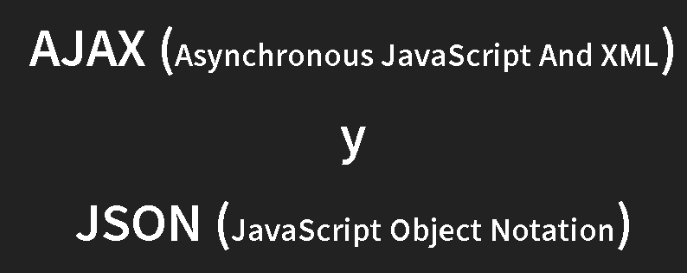 AJAX (Asynchronous JavaScript And XML)
y
JSON (JavaScript Object Notation)